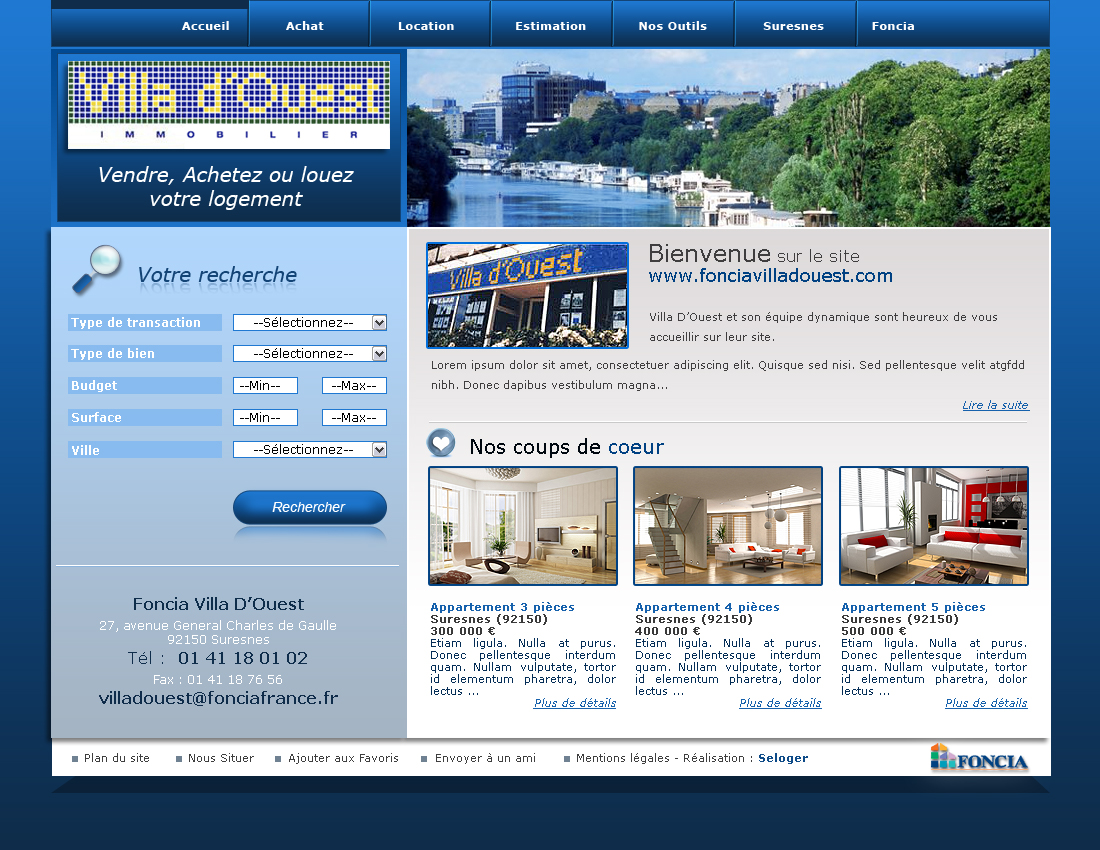 Accueil
Achat
Location
Estimation
Nos Outils
Suresnes
Foncia
Villa d'Ouest
IMMOBILIER
Vendre, Achetez ou louez
votre logement
Votre recherche
Type de transaction
--Sélectionnez--
Type de bien
--Sélectionnez--
Budget
--Min--
--Max--
Surface
--Min--
--Max--
Ville
--Sélectionnez--
Rechercher
Foncia Villa D'Ouest
27, avenue General Charles de Gaulle
92150 Suresnes
Tél : 01 41 18 01 02
Fax : 01 41 18 76 56
villadouest@fonciafrance.fr
Villa d'Ouest
Bienvenue sur le site
www.fonciavilladouest.com
Villa D'Ouest et son équipe dynamique sont heureux de vous
accueillir sur leur site.
Lorem ipsum dolor sit amet, consectetuer adipiscing elit. Quisque sed nisi. Sed pellentesque velit atgfdd
nibh. Donec dapibus vestibulum magna...
Lire la suite
Nos coups de coeur
Appartement 3 pièces
Suresnes (92150)
300 000 €
Etiam ligula. Nulla at purus.
Donec pellentesque interdum
quam. Nullam vulputate, tortor
id elementum pharetra, dolor
lectus ...
Plus de détails
Appartement 4 pièces
Suresnes (92150)
400 000 €
Etiam ligula. Nulla at purus.
Donec pellentesque interdum
quam. Nullam vulputate, tortor
id elementum pharetra, dolor
lectus ...
Plus de détails
Appartement 5 pièces
Suresnes (92150)
500 000 €
Etiam ligula. Nulla at purus.
Donec pellentesque interdum
quam. Nullam vulputate, tortor
id elementum pharetra, dolor
lectus ...
Plus de détails
Plan du site
Nous Situer
Ajouter aux Favoris
Envoyer à un ami
Mentions légales - Réalisation : Seloger
FONCIA